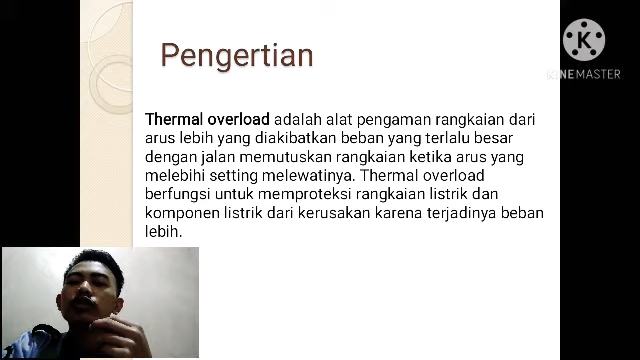 Pengertian
KINEMASTER
Thermal overload adalah alat pengaman rangkaian dari
arus lebih yang diakibatkan beban yang terlalu besar
dengan jalan memutuskan rangkaian ketika arus yang
melebihi setting melewatinya. Thermal overload
berfungsi untuk memproteksi rangkaian listrik dan
komponen listrik dari kerusakan karena terjadinya beban
lebih.